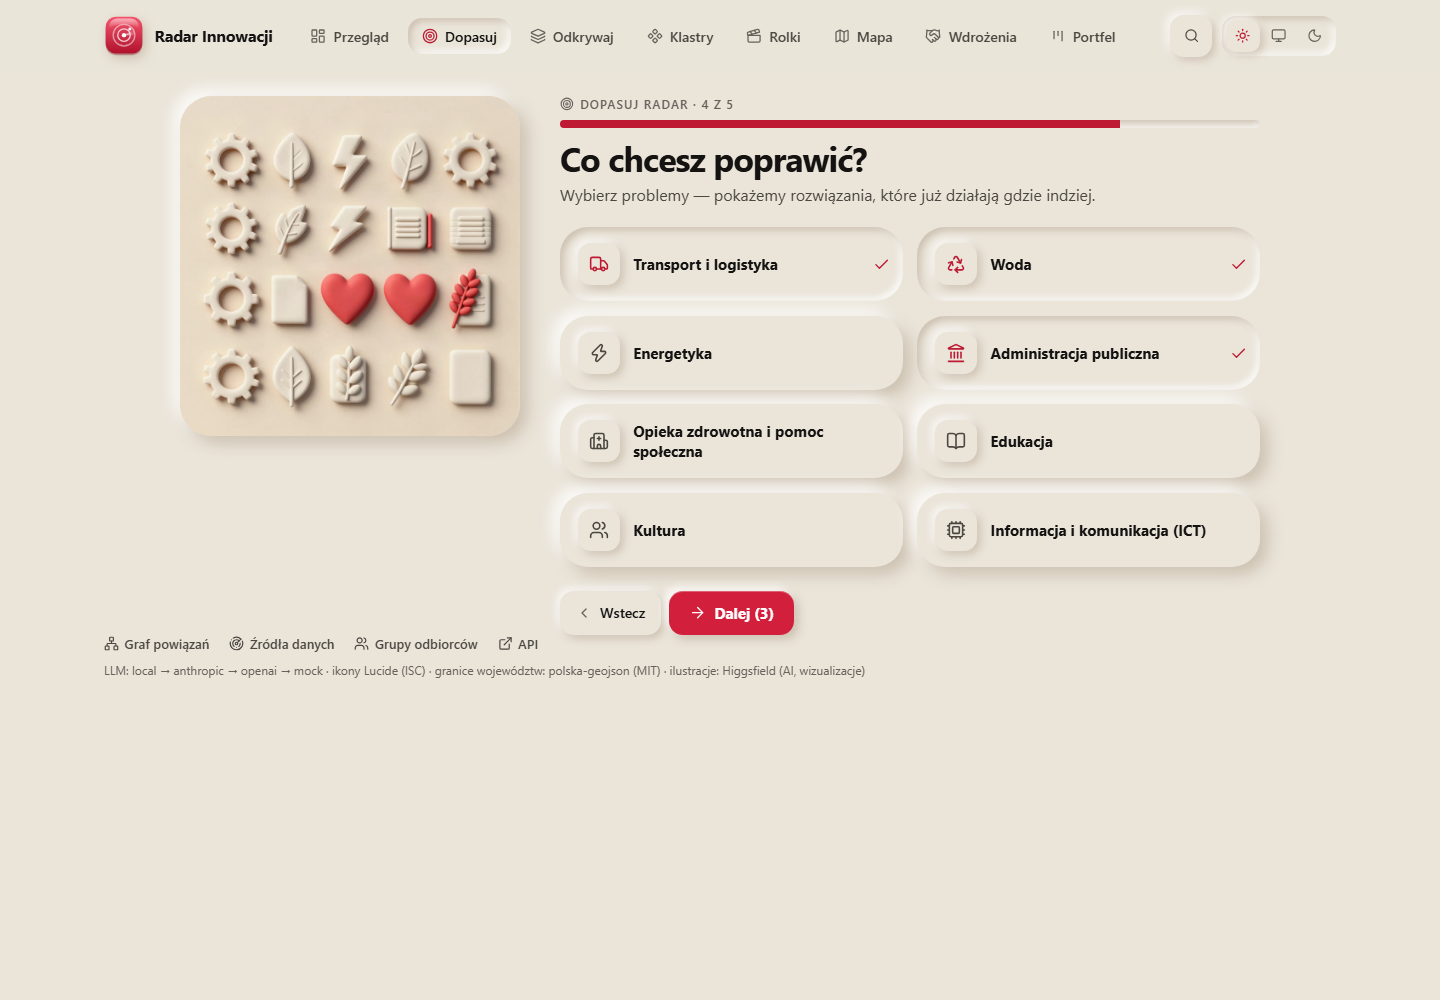 Radar Innowacji
Przegląd
Dopasuj
Odkrywaj
Klastry
Rolki
Mapa
Wdrożenia
Portfel
DOPASUJ RADAR · 4 Z 5
Co chcesz poprawić?
Wybierz problemy — pokażemy rozwiązania, które już działają gdzie indziej.
Transport i logistyka
Woda
Energetyka
Administracja publiczna
Opieka zdrowotna i pomoc
społeczna
Edukacja
Kultura
Informacja i komunikacja (ICT)
Wstecz
Dalej (3)
Graf powiązań
Źródła danych
Grupy odbiorców
API
LLM: local → anthropic → openai → mock · ikony Lucide (ISC) · granice województw: polska-geojson (MIT) · ilustracje: Higgsfield (AI, wizualizacje)